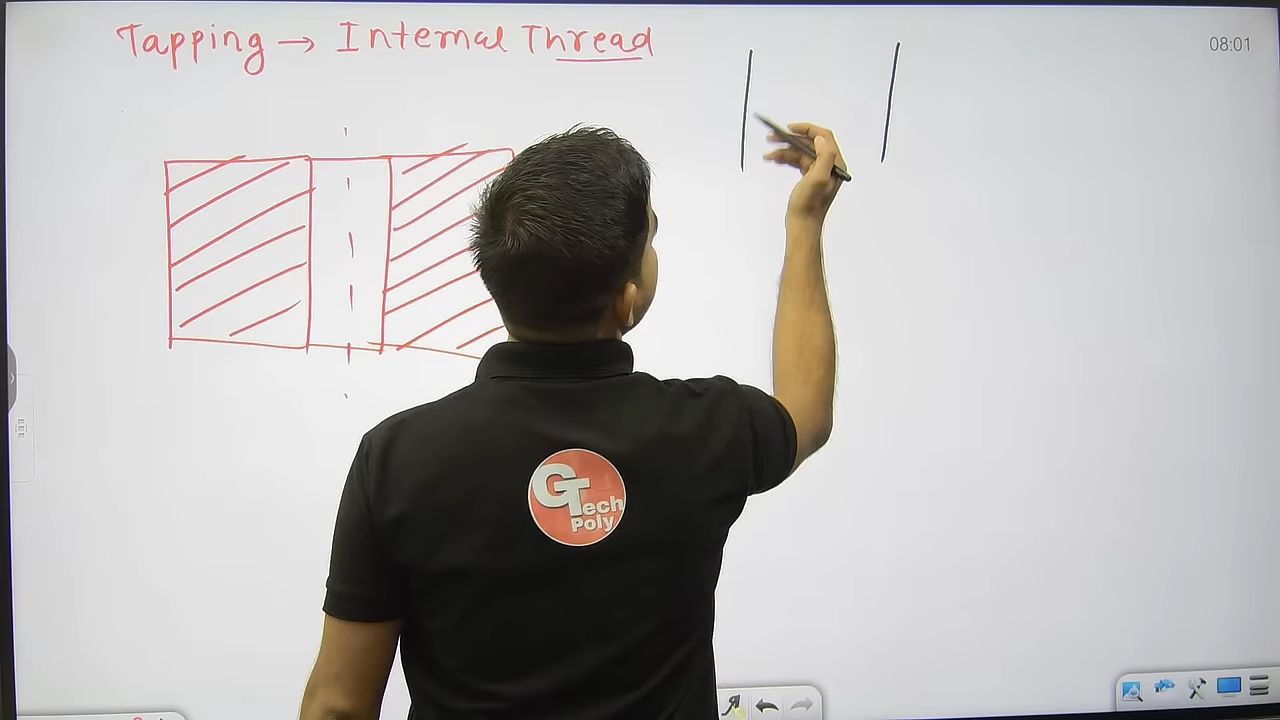 Tapping → Internal Thread
08:01
GTech
Poly